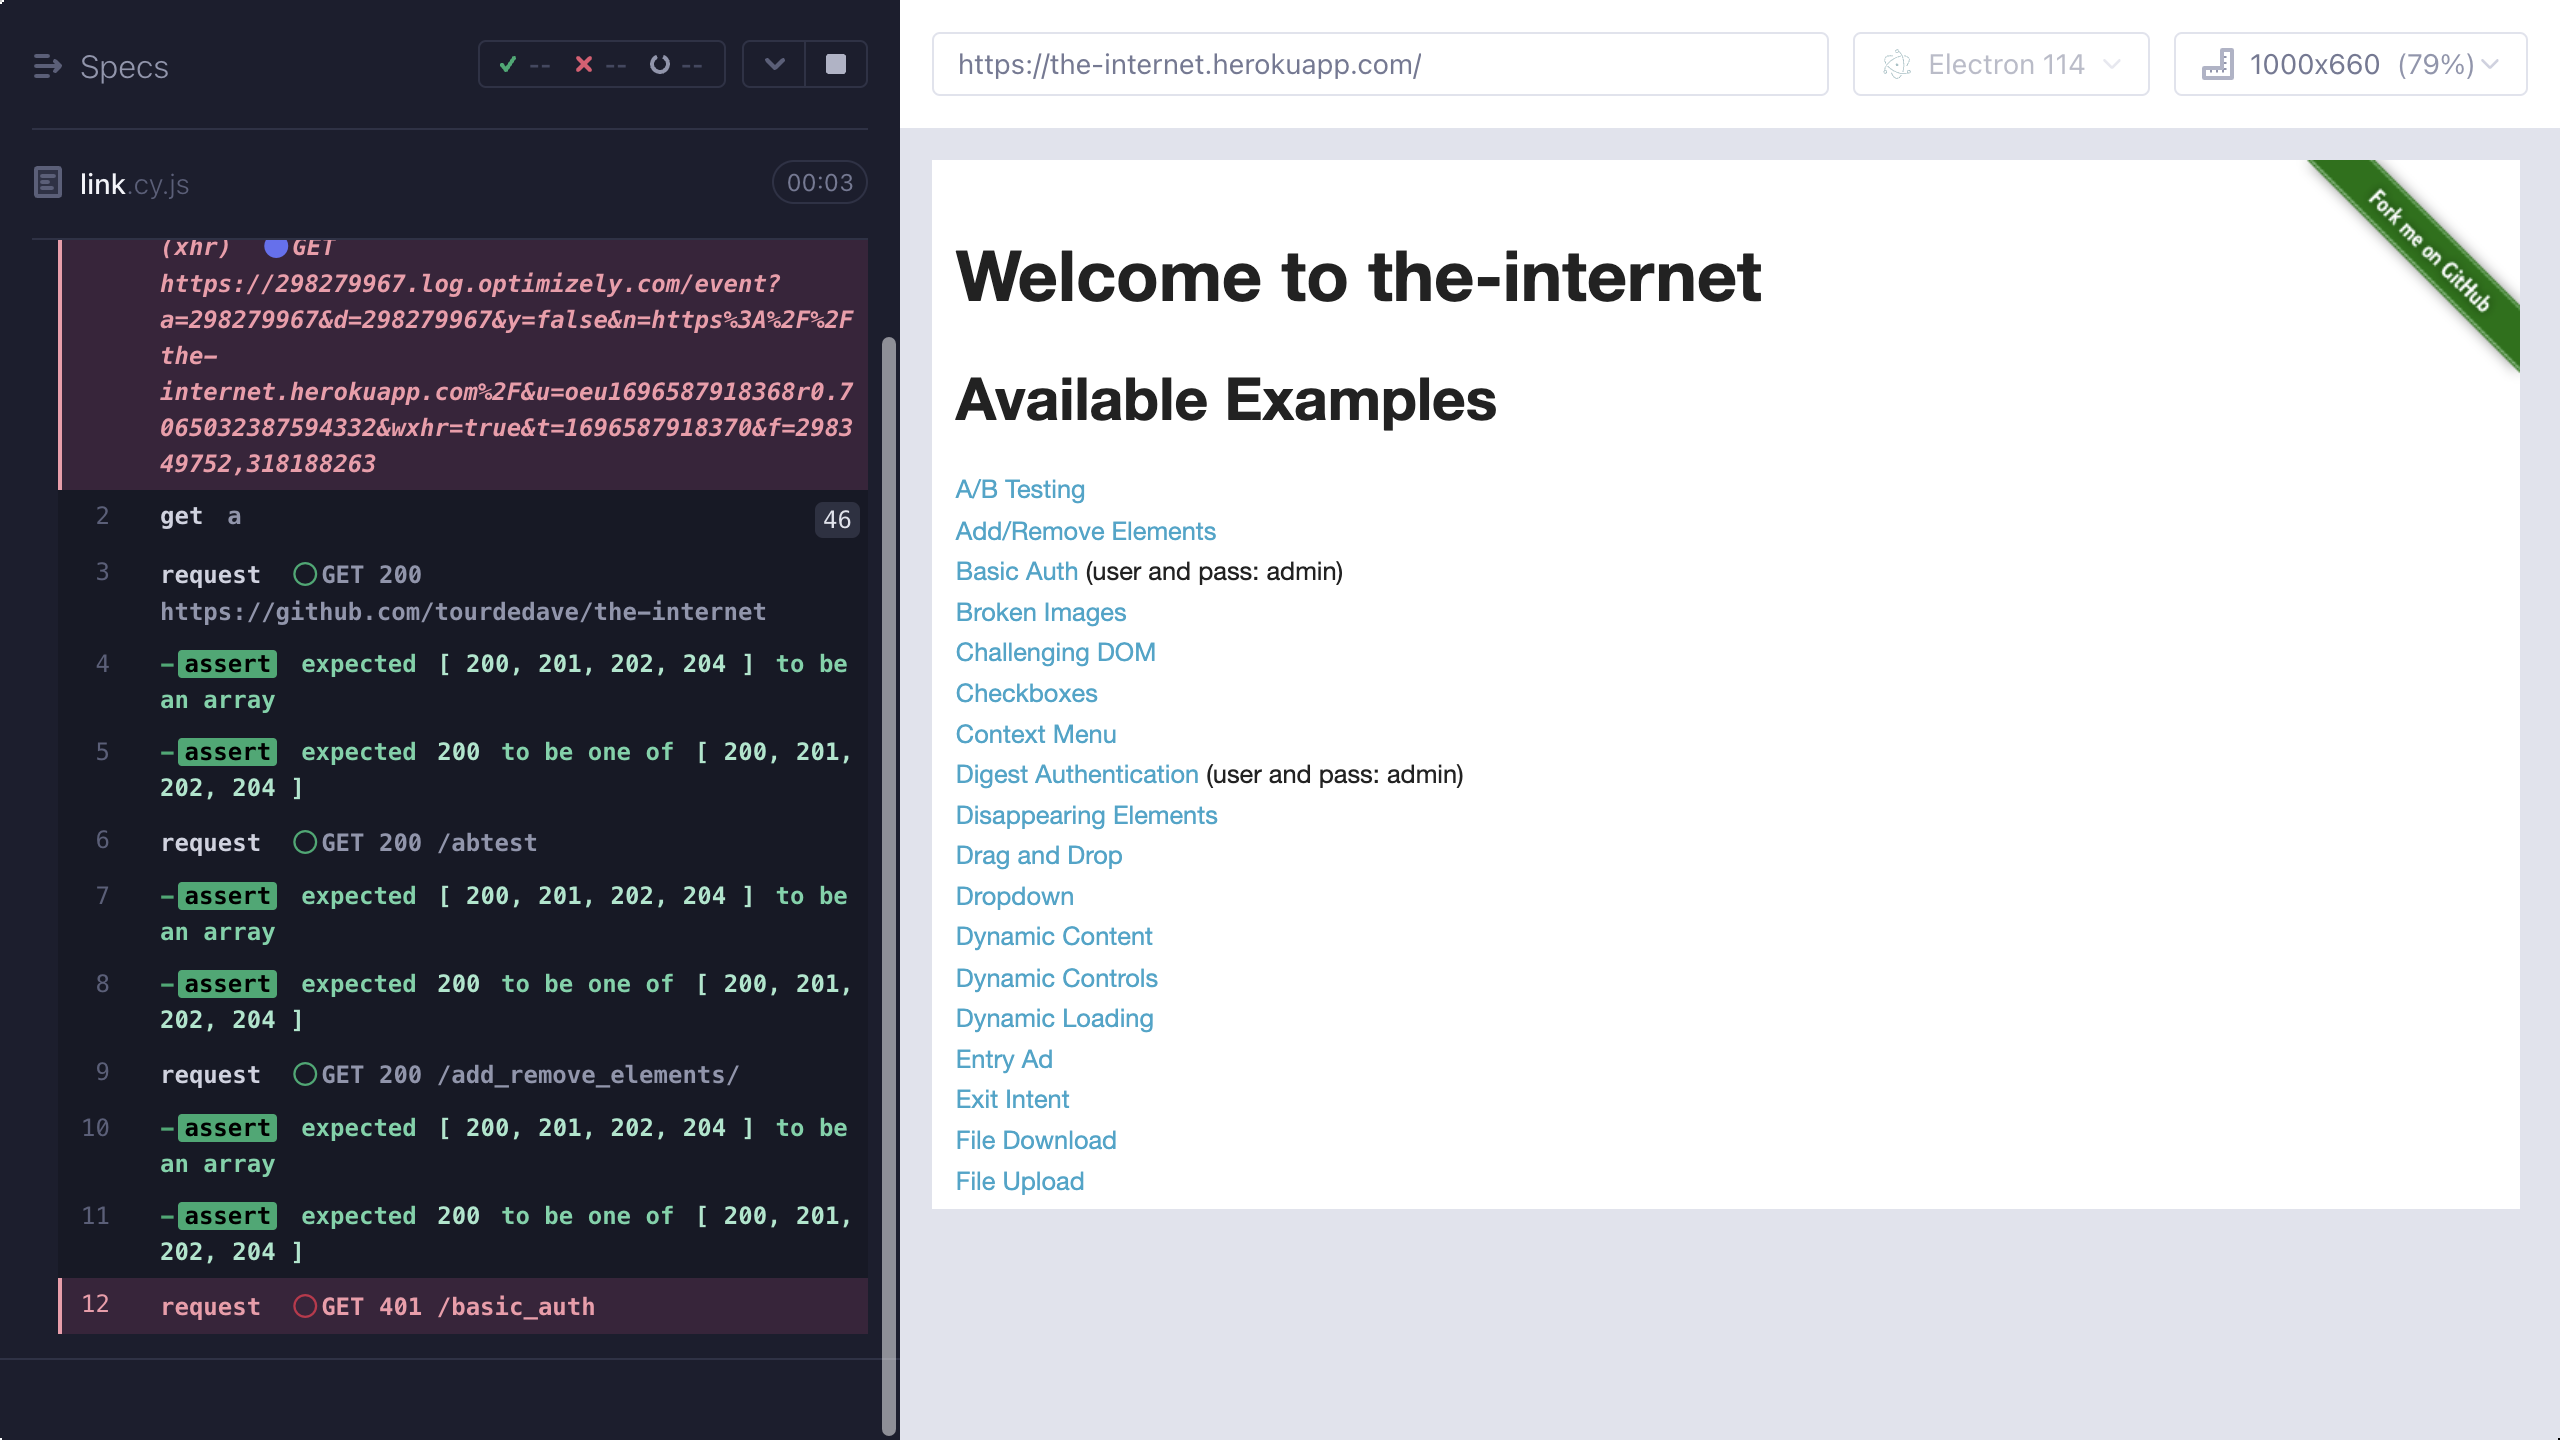 Specs
-- -- --
link.cy.js
00:03
(xhr) GET
https://298279967.log.optimizely.com/event?
a=298279967&d=298279967&y=false&n=https%3A%2F%2F
the-
internet.herokuapp.com%2F&u=oeu1696587918368r0.7
065032387594332&wxhr=true&t=1696587918370&f=2983
49752,318188263
2 get a 46
3 request GET 200
https://github.com/tourdedave/the-internet
4 -assert expected [ 200, 201, 202, 204 ] to be
an array
5 -assert expected 200 to be one of [ 200, 201,
202, 204 ]
6 request GET 200 /abtest
7 -assert expected [ 200, 201, 202, 204 ] to be
an array
8 -assert expected 200 to be one of [ 200, 201,
202, 204 ]
9 request GET 200 /add_remove_elements/
10 -assert expected [ 200, 201, 202, 204 ] to be
an array
11 -assert expected 200 to be one of [ 200, 201,
202, 204 ]
12 request GET 401 /basic_auth
https://the-internet.herokuapp.com/
Electron 114
1000x660 (79%)
Fork me on GitHub
Welcome to the-internet
Available Examples
A/B Testing
Add/Remove Elements
Basic Auth (user and pass: admin)
Broken Images
Challenging DOM
Checkboxes
Context Menu
Digest Authentication (user and pass: admin)
Disappearing Elements
Drag and Drop
Dropdown
Dynamic Content
Dynamic Controls
Dynamic Loading
Entry Ad
Exit Intent
File Download
File Upload